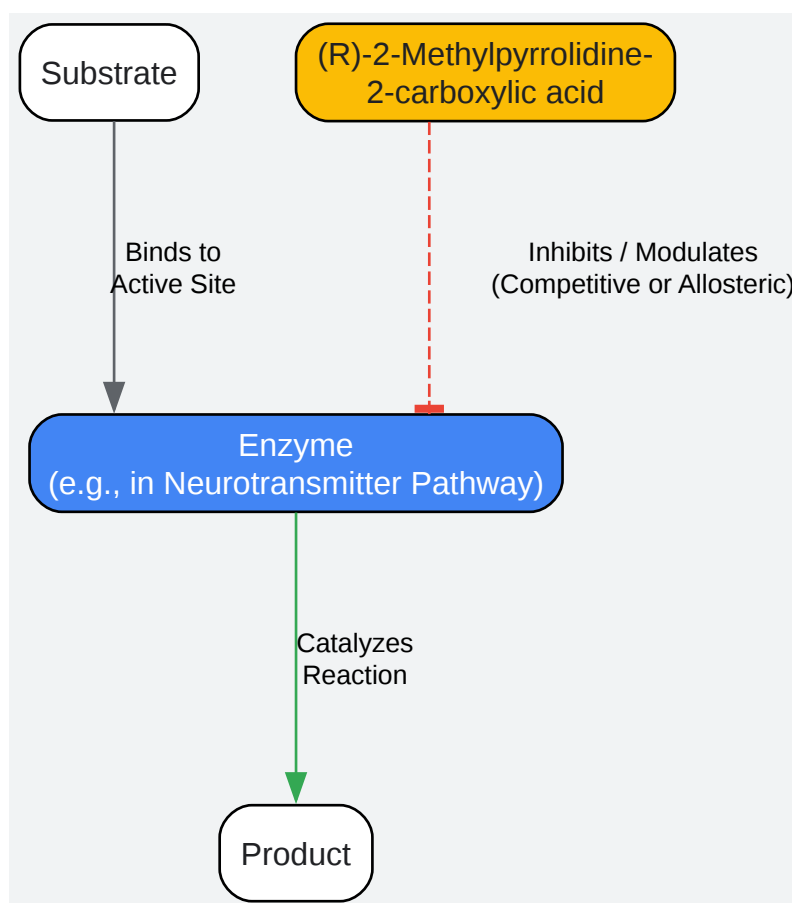 Substrate
(R)-2-Methylpyrrolidine-
2-carboxylic acid
Binds to
Active Site
Inhibits / Modulates
(Competitive or Allosteric)
Enzyme
(e.g., in Neurotransmitter Pathway)
Catalyzes
Reaction
Product